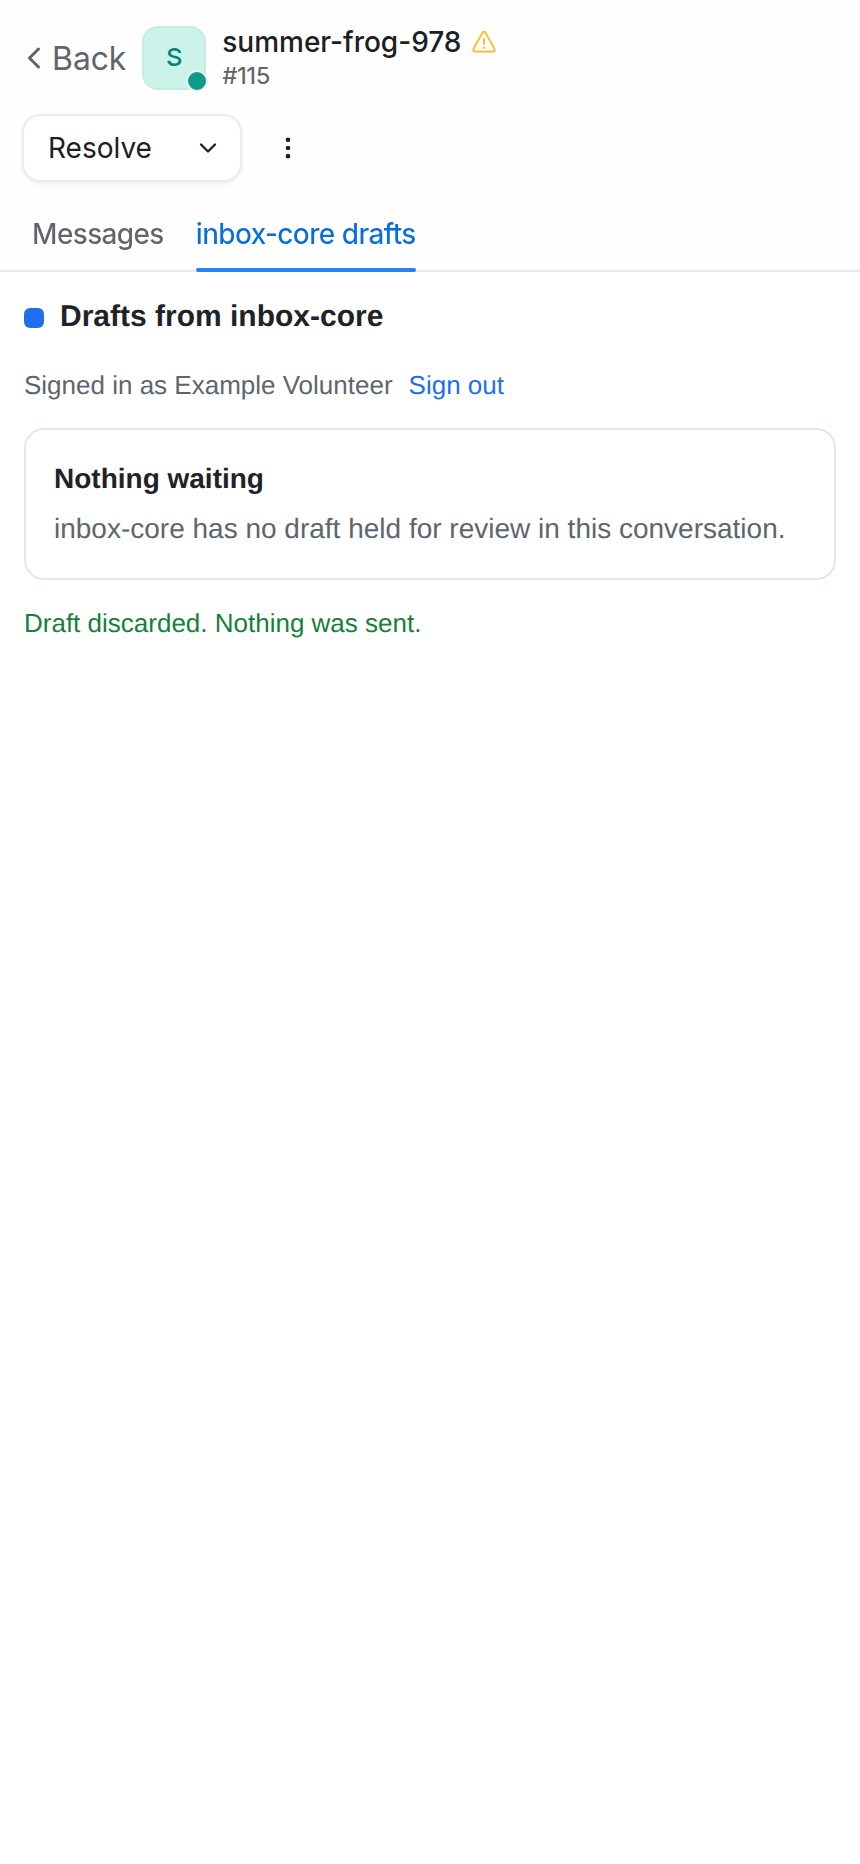 Back
S
summer-frog-978
#115
Resolve
Messages inbox-core drafts
Drafts from inbox-core
Signed in as Example Volunteer Sign out
Nothing waiting
inbox-core has no draft held for review in this conversation.
Draft discarded. Nothing was sent.